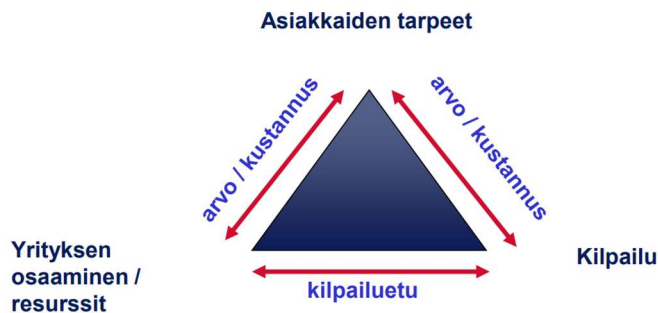 Asiakkaiden tarpeet
arvo / kustannus
arvo / kustannus
Yrityksen
osaaminen /
resurssit
Kilpailu
kilpailuetu